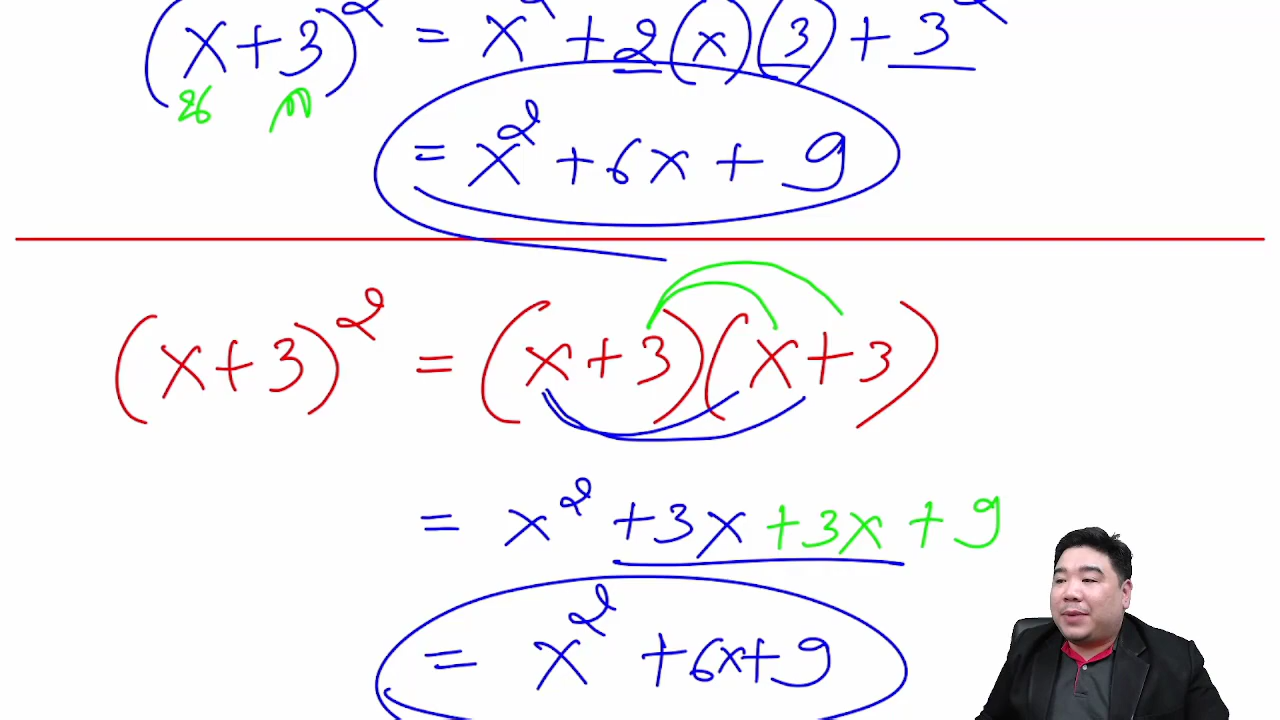 (x+3)² = x² + 2(x)(3) + 3²
= x² + 6x + 9
(x+3)² = (x+3)(x+3)
= x² + 3x + 3x + 9
= x² + 6x + 9